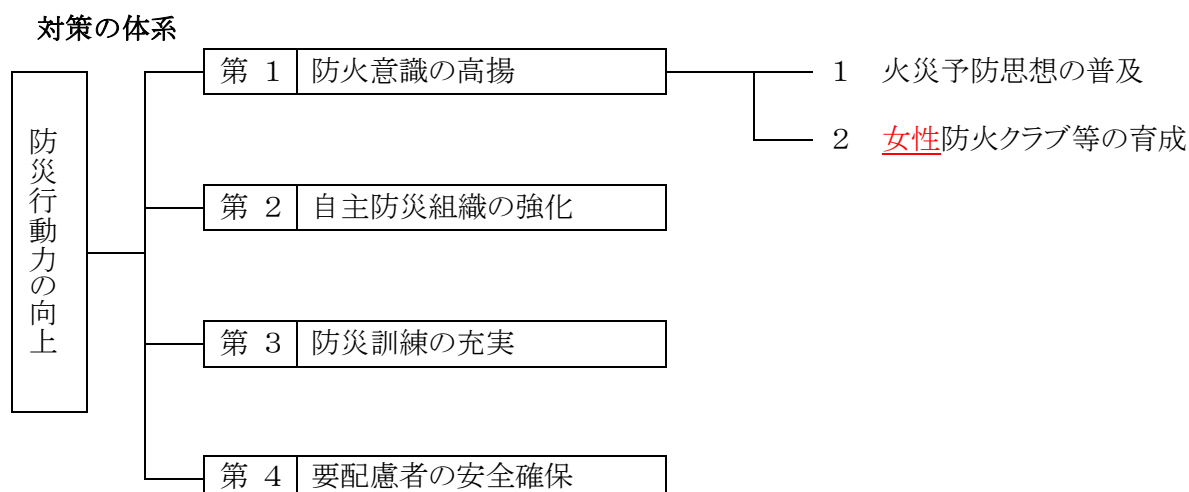 対策の体系
防災行動力の向上
第 1 防火意識の高揚
1 火災予防思想の普及
2 女性防火クラブ等の育成
第 2 自主防災組織の強化
第 3 防災訓練の充実
第 4 要配慮者の安全確保